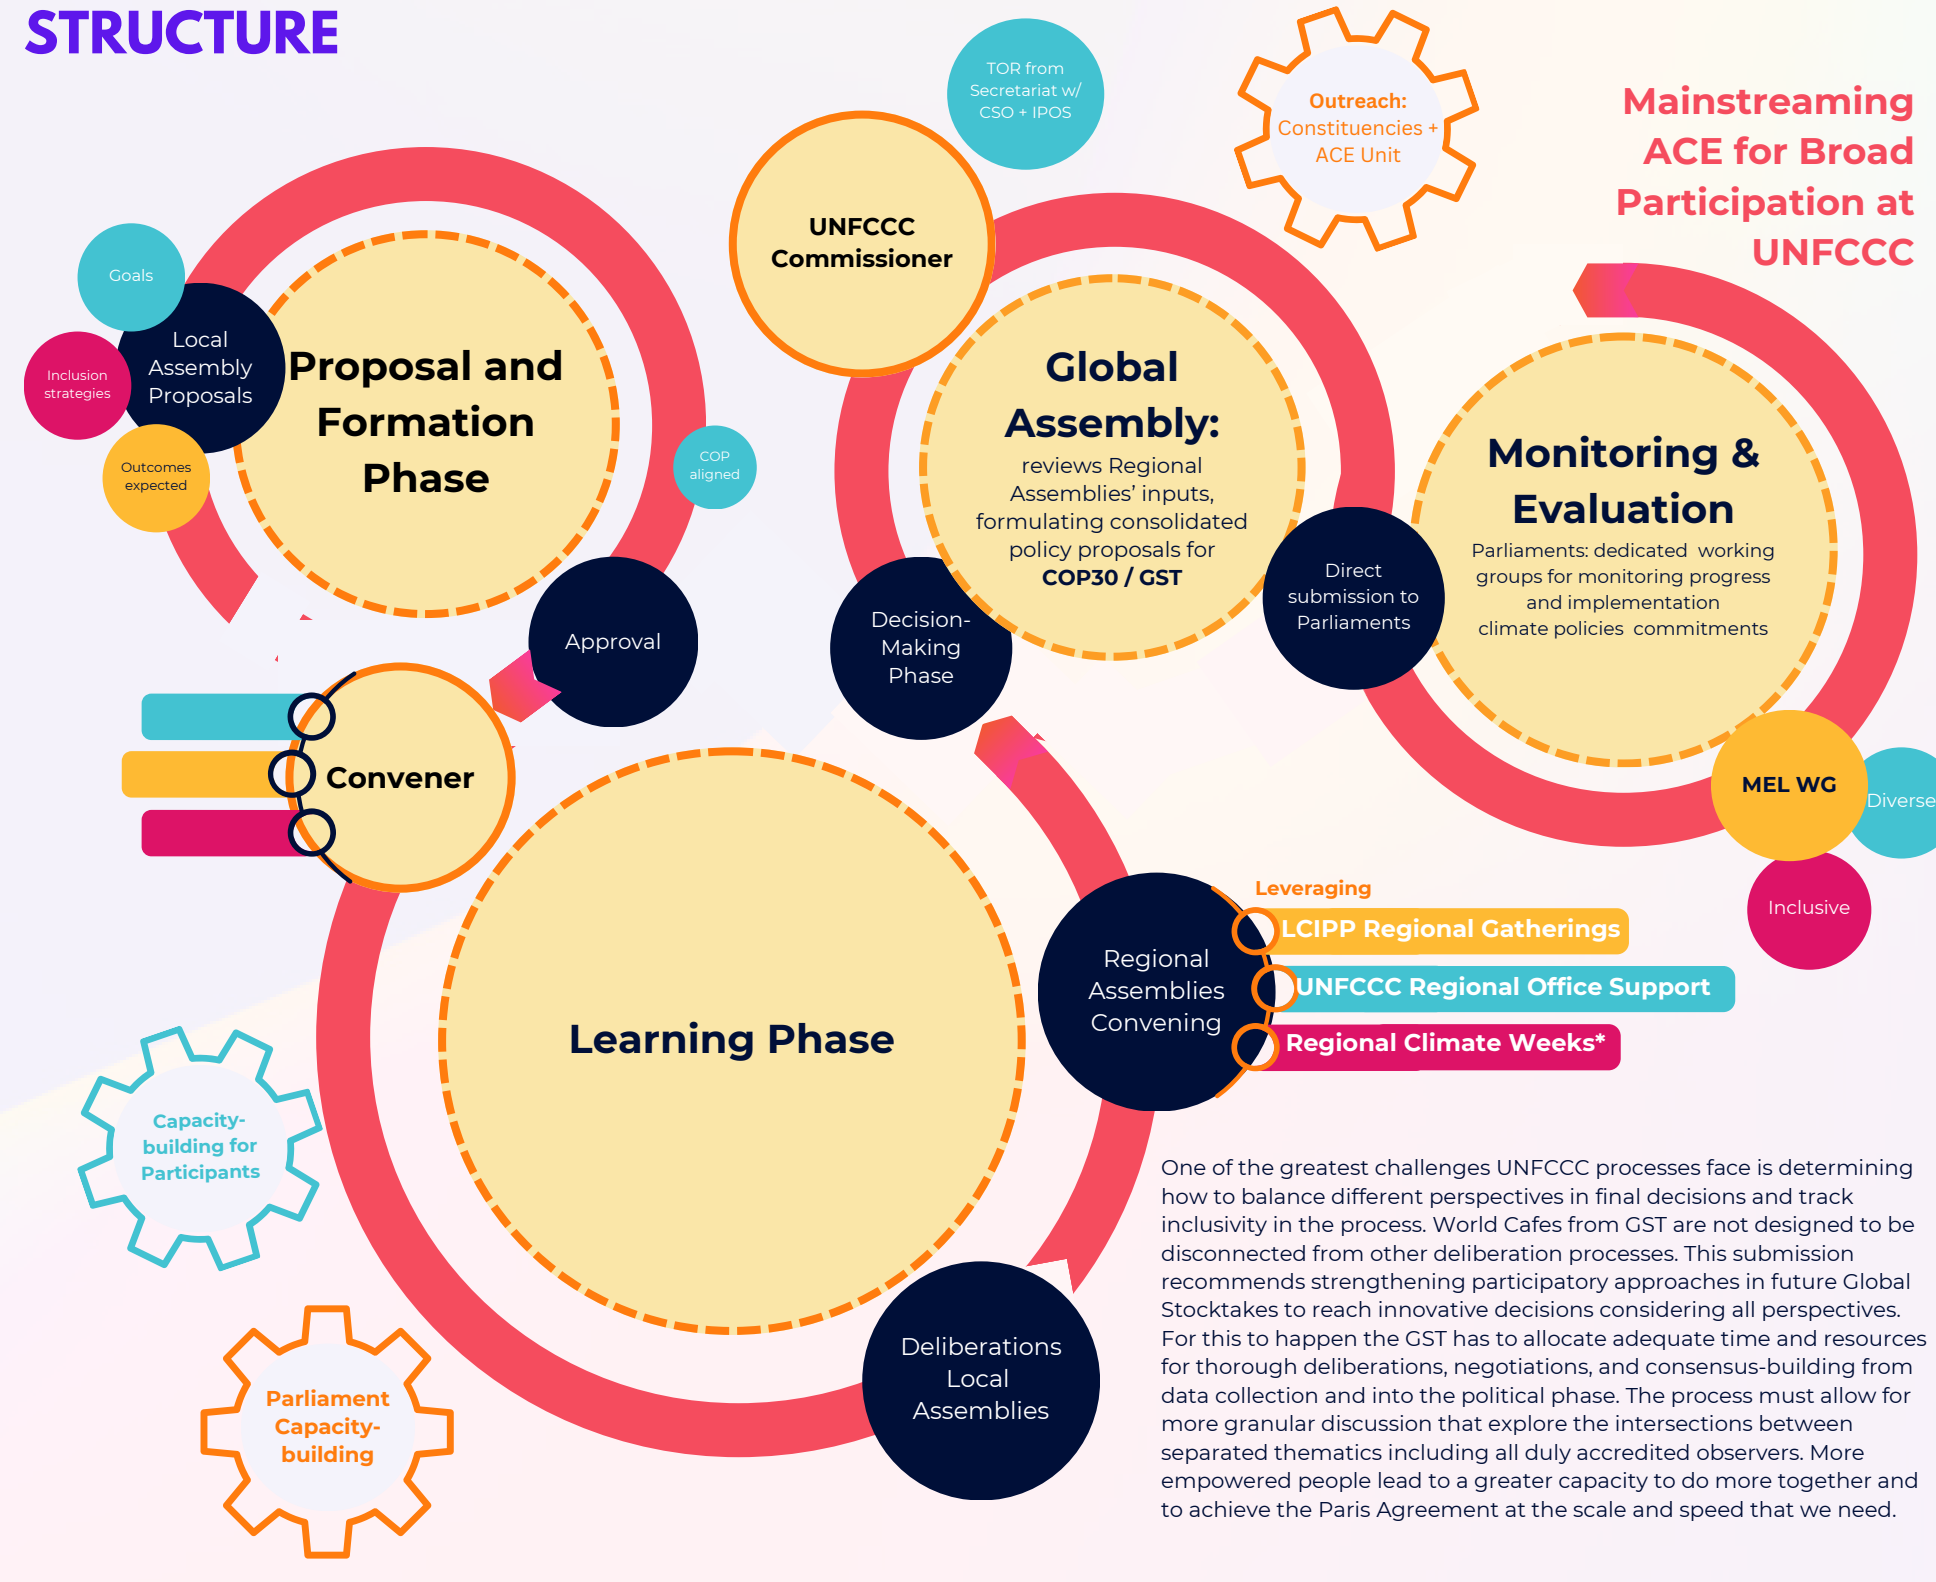 STRUCTURE
Mainstreaming
ACE for Broad
Participation at
UNFCCC
Goals
Inclusion
strategies
Outcomes
expected
Local
Assembly
Proposals
Proposal and
Formation
Phase
COP
aligned
Approval
Convener
Learning Phase
Capacity-
building for
Participants
Parliament
Capacity-
building
Deliberations
Local
Assemblies
Regional
Assemblies
Convening
Leveraging
LCIPP Regional Gatherings
UNFCCC Regional Office Support
Regional Climate Weeks*
Decision-
Making
Phase
UNFCCC
Commissioner
TOR from
Secretariat w/
CSO + IPOS
Outreach:
Constituencies +
ACE Unit
Global
Assembly:
reviews Regional
Assemblies’ inputs,
formulating consolidated
policy proposals for
COP30 / GST
Direct
submission to
Parliaments
Monitoring &
Evaluation
Parliaments: dedicated working
groups for monitoring progress
and implementation
climate policies commitments
MEL WG
Diverse
Inclusive
One of the greatest challenges UNFCCC processes face is determining
how to balance different perspectives in final decisions and track
inclusivity in the process. World Cafes from GST are not designed to be
disconnected from other deliberation processes. This submission
recommends strengthening participatory approaches in future Global
Stocktakes to reach innovative decisions considering all perspectives.
For this to happen the GST has to allocate adequate time and resources
for thorough deliberations, negotiations, and consensus-building from
data collection and into the political phase. The process must allow for
more granular discussion that explore the intersections between
separated thematics including all duly accredited observers. More
empowered people lead to a greater capacity to do more together and
to achieve the Paris Agreement at the scale and speed that we need.